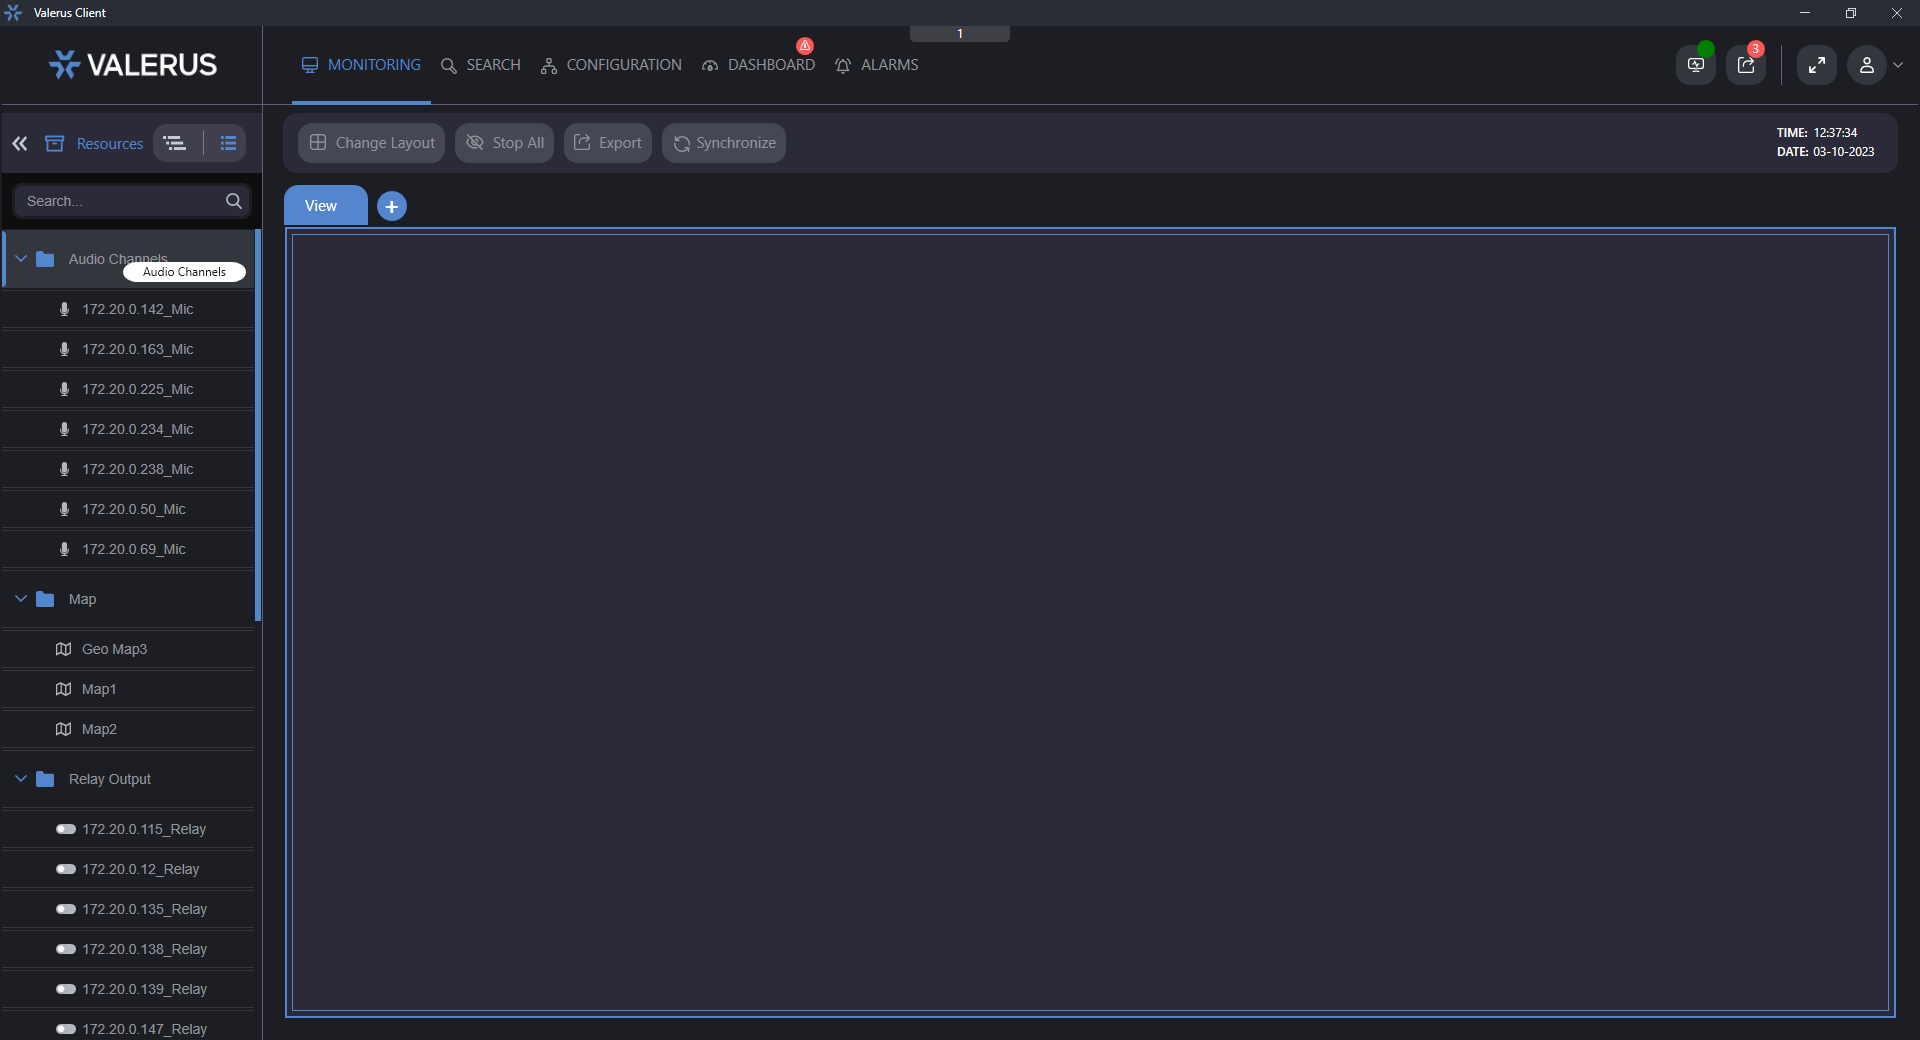 Valerus Client
1
VALERUS
MONITORING
SEARCH
CONFIGURATION
DASHBOARD
ALARMS
3
Resources
Change Layout
Stop All
Export
Synchronize
TIME: 12:37:34
DATE: 03-10-2023
Search...
View
Audio Channels
Audio Channels
172.20.0.142_Mic
172.20.0.163_Mic
172.20.0.225_Mic
172.20.0.234_Mic
172.20.0.238_Mic
172.20.0.50_Mic
172.20.0.69_Mic
Map
Geo Map3
Map1
Map2
Relay Output
172.20.0.115_Relay
172.20.0.12_Relay
172.20.0.135_Relay
172.20.0.138_Relay
172.20.0.139_Relay
172.20.0.147_Relay